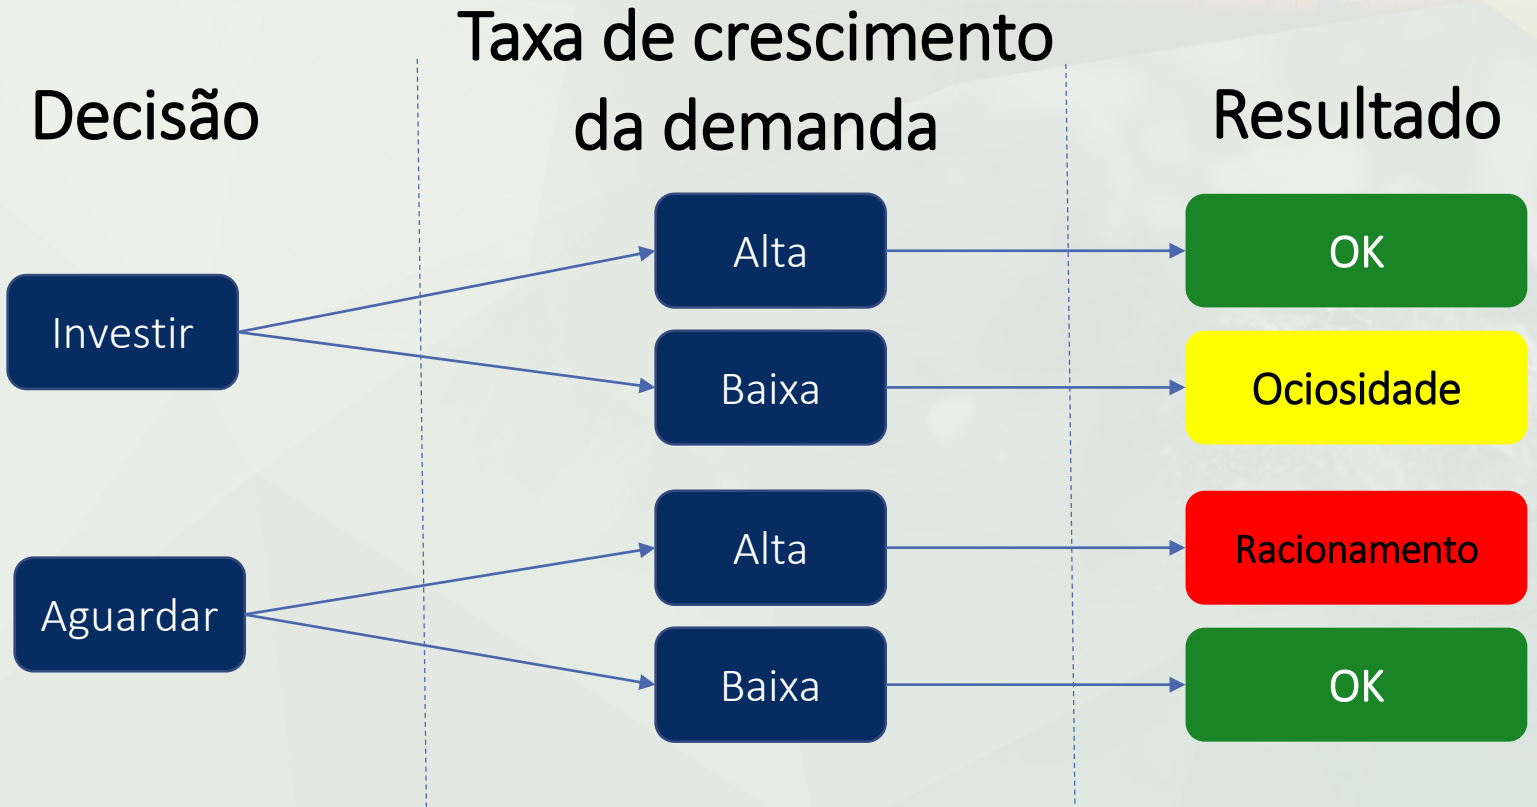 Decisão
Taxa de crescimento
da demanda
Resultado
Investir
Alta
OK
Baixa
Ociosidade
Aguardar
Alta
Racionamento
Baixa
OK